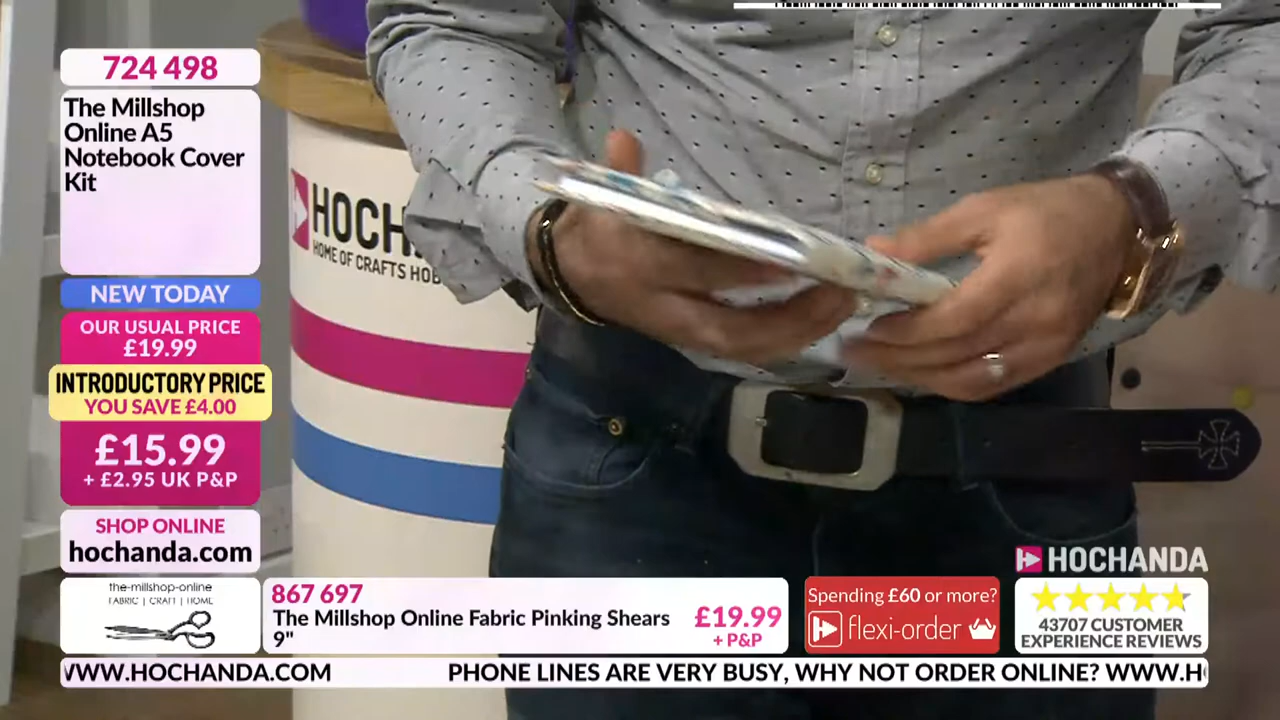 724 498
The Millshop
Online A5
Notebook Cover
Kit
NEW TODAY
OUR USUAL PRICE
£19.99
INTRODUCTORY PRICE
YOU SAVE £4.00
£15.99
+ £2.95 UK P&P
SHOP ONLINE
hochanda.com
HOCH
HOME OF CRAFTS HOB
HOCHANDA
the-millshop-online
FABRIC | CRAFT | HOME
867 697
The Millshop Online Fabric Pinking Shears
9"
£19.99
+ P&P
Spending £60 or more?
flexi-order
43707 CUSTOMER
EXPERIENCE REVIEWS
WWW.HOCHANDA.COM PHONE LINES ARE VERY BUSY, WHY NOT ORDER ONLINE? WWW.H